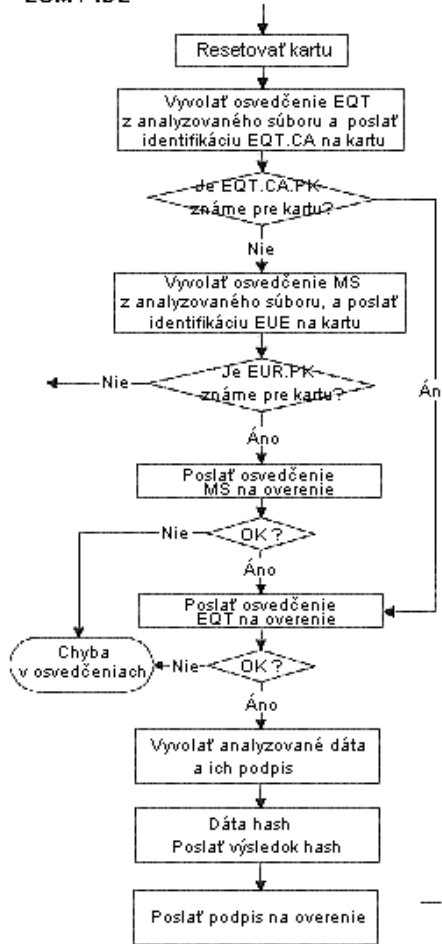 Resetovať kartu
Vyvolať osvedčenie EQT
z analyzovaného súboru a poslať
identifikáciu EQT.CA na kartu
Je EQT.CA.PK
známe pre kartu?
Nie
Vyvolať osvedčenie MS
z analyzovaného súboru, a poslať
identifikáciu EUE na kartu
Je EUR.PK
známe pre kartu?
Nie
Án
Áno
Poslať osvedčenie
MS na overenie
OK ?
Nie
Áno
Poslať osvedčenie
EQT na overenie
OK?
Nie
Chyba
v osvedčeniach
Áno
Vyvolať analyzované dáta
a ich podpis
Dáta hash
Poslať výsledok hash
Poslať podpis na overenie